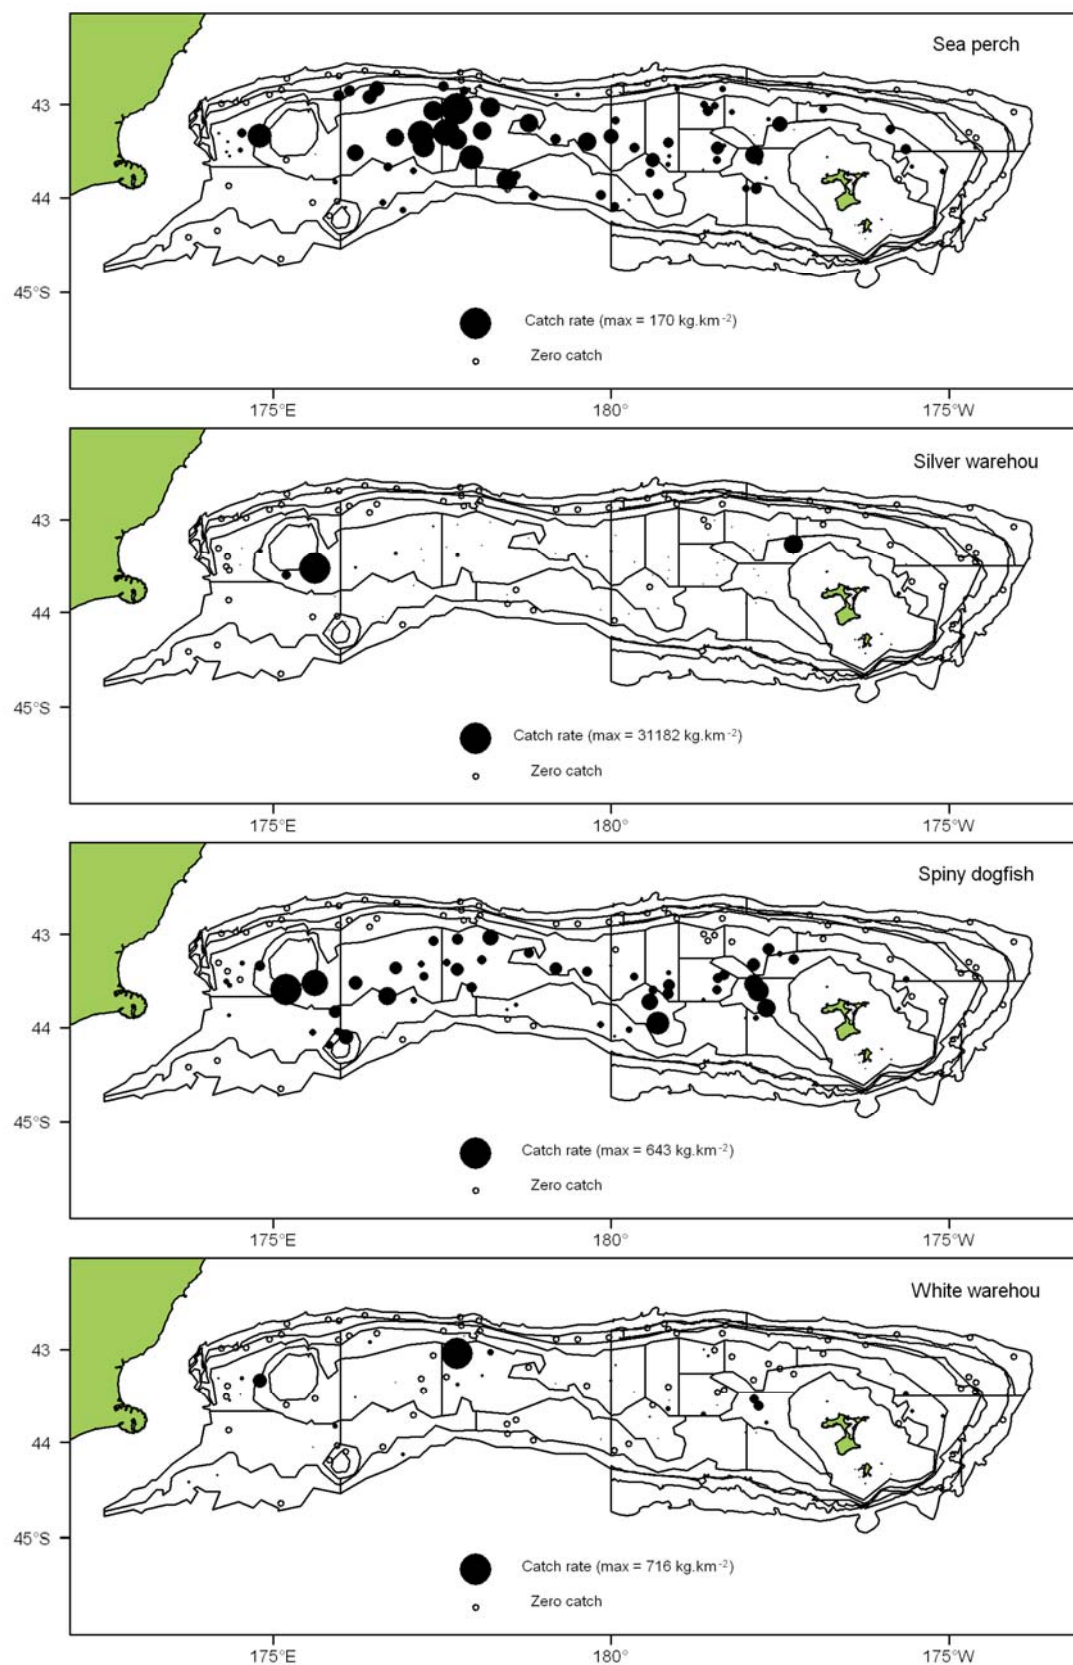 Sea perch
43
44
45°S
Catch rate (max = 170 kg.km⁻²)
Zero catch
175°E 180° 175°W
Silver warehou
43
44
45°S
Catch rate (max = 31182 kg.km⁻²)
Zero catch
175°E 180° 175°W
Spiny dogfish
43
44
45°S
Catch rate (max = 643 kg.km⁻²)
Zero catch
175°E 180° 175°W
White warehou
43
44
45°S
Catch rate (max = 716 kg.km⁻²)
Zero catch
175°E 180° 175°W